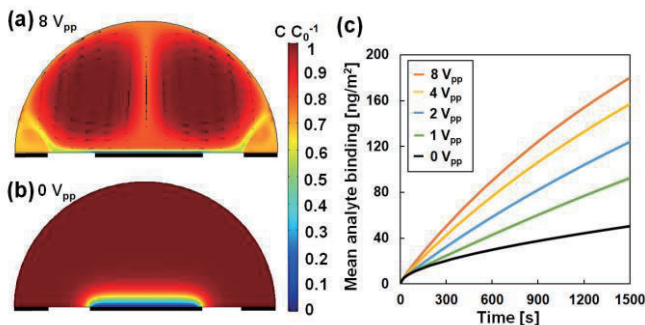 (a) 8 Vpp
C C0⁻¹
1
0.9
0.8
0.7
0.6
0.5
0.4
0.3
0.2
0.1
0
(b) 0 Vpp
(c)
Mean analyte binding [ng/m²]
200
160
120
80
40
0
8 Vpp
4 Vpp
2 Vpp
1 Vpp
0 Vpp
0 300 600 900 1200 1500
Time [s]